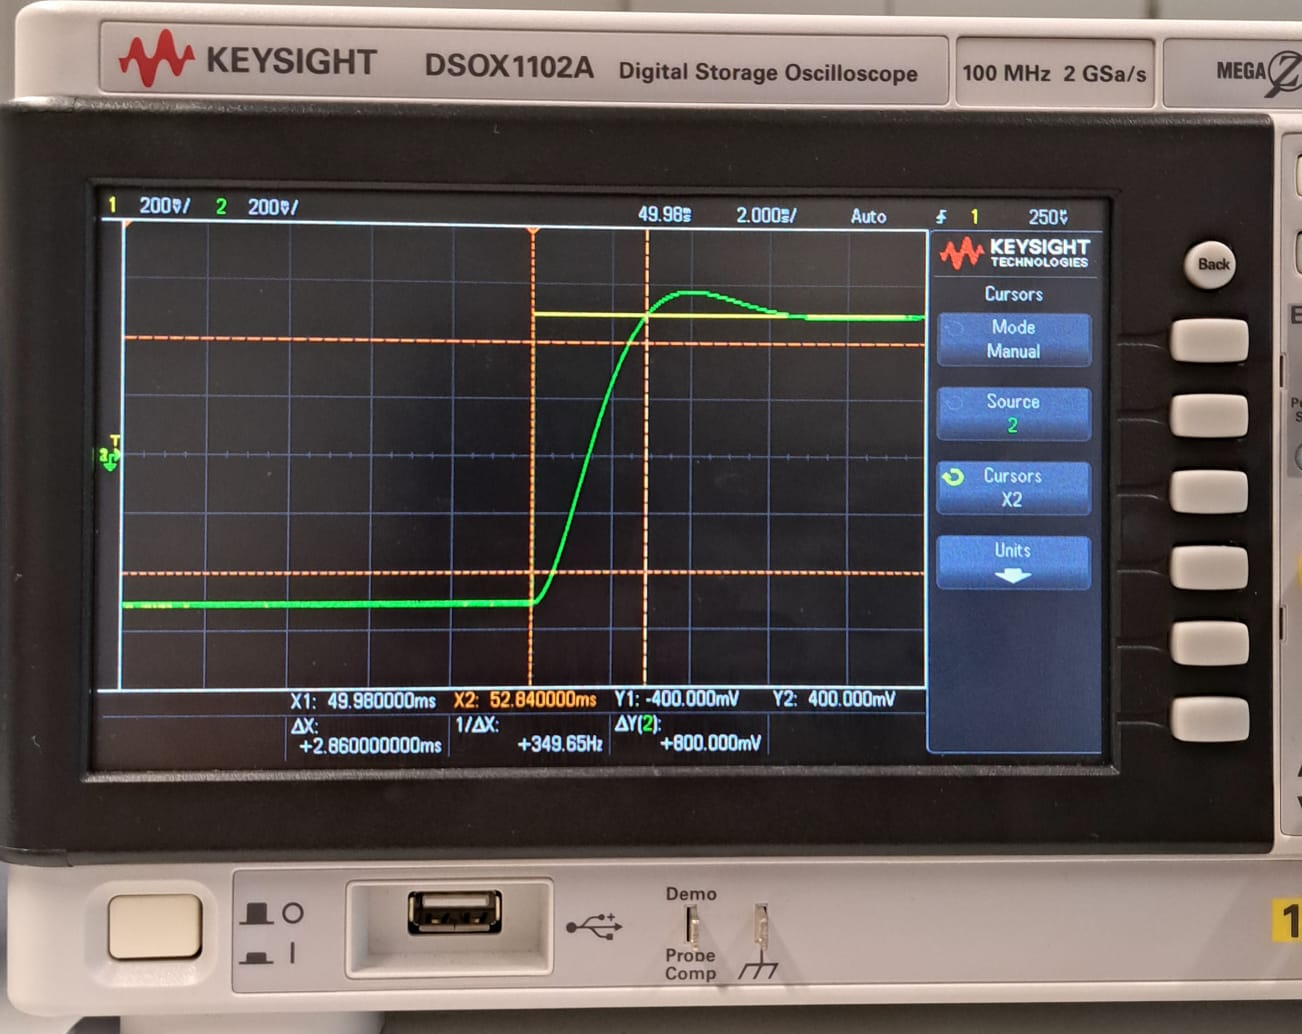 KEYSIGHT DSOX1102A Digital Storage Oscilloscope 100 MHz 2 GSa/s MEGA Z
1 200mV/ 2 200mV/ 49.98ms 2.000ms/ Auto 1 250mV
KEYSIGHT
TECHNOLOGIES
Cursors
Mode
Manual
Source
2
Cursors
X2
Units
Back
T
X1: 49.980000ms X2: 52.840000ms Y1: -400.000mV Y2: 400.000mV
ΔX:
+2.860000000ms
1/ΔX:
+349.65Hz
ΔY(2):
+800.000mV
Demo
Probe
Comp
1